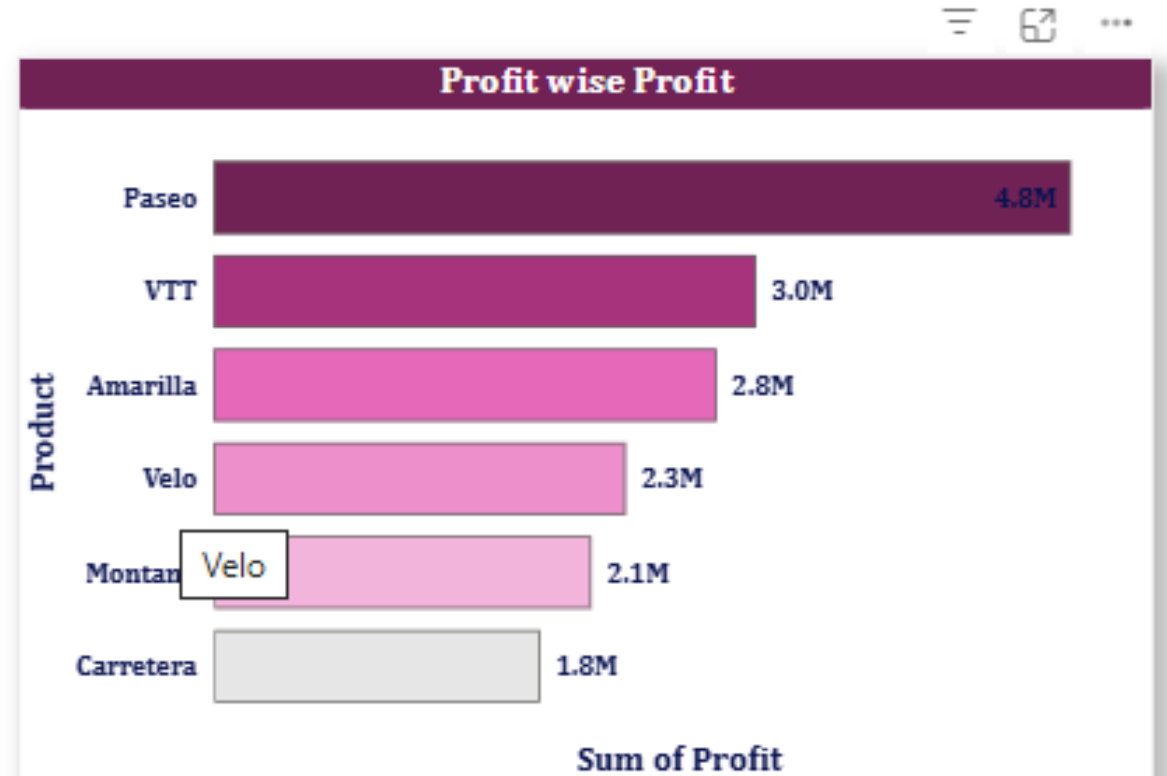 Profit wise Profit
Product
Paseo 4.8M
VTT 3.0M
Amarilla 2.8M
Velo 2.3M
Montan 2.1M
Velo
Carretera 1.8M
Sum of Profit